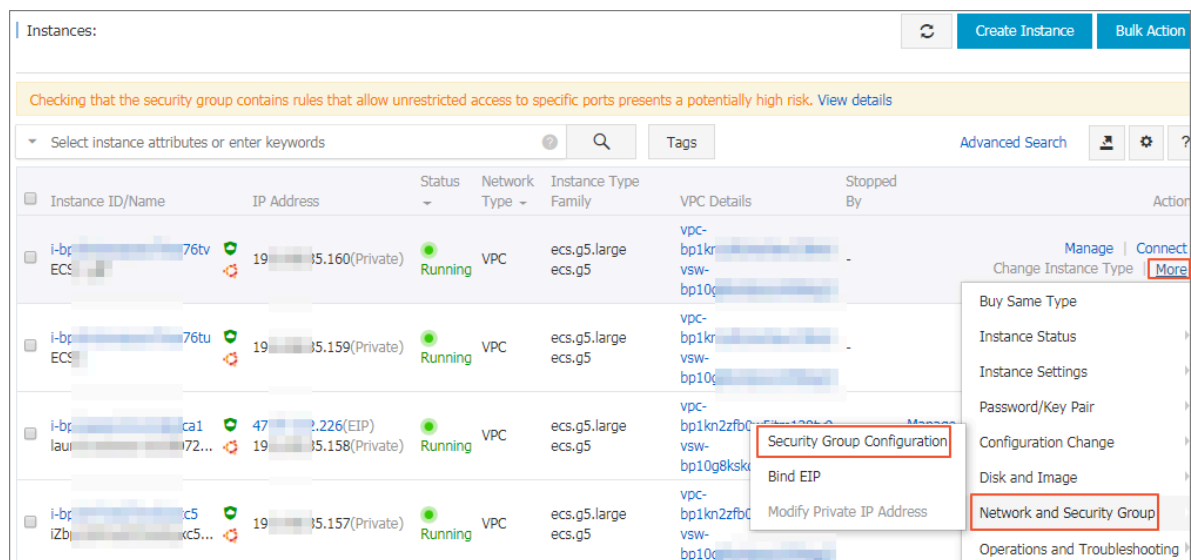 Instances:
Create Instance
Bulk Action
Checking that the security group contains rules that allow unrestricted access to specific ports presents a potentially high risk. View details
Select instance attributes or enter keywords
Tags
Advanced Search
Instance ID/Name IP Address Status Network Type Instance Type Family VPC Details Stopped By Action
i-bp 76tv
ECS
19 35.160(Private)
Running
VPC
ecs.g5.large
ecs.g5
vpc-
bp1kn
vsw-
bp10g
-
Manage | Connect
Change Instance Type | More
i-bp 76tu
ECS
19 35.159(Private)
Running
VPC
ecs.g5.large
ecs.g5
vpc-
bp1kn
vsw-
bp10g
-
i-bp ca1
laun 072...
47 2.226(EIP)
19 35.158(Private)
Running
VPC
ecs.g5.large
ecs.g5
vpc-
bp1kn2zfb0
vsw-
bp10g8ksk
Manage
i-bp c5
iZbp xc5...
19 35.157(Private)
Running
VPC
ecs.g5.large
ecs.g5
vpc-
bp1kn2zfb0
vsw-
bp10g
Buy Same Type
Instance Status
Instance Settings
Password/Key Pair
Configuration Change
Disk and Image
Network and Security Group
Operations and Troubleshooting
Security Group Configuration
Bind EIP
Modify Private IP Address